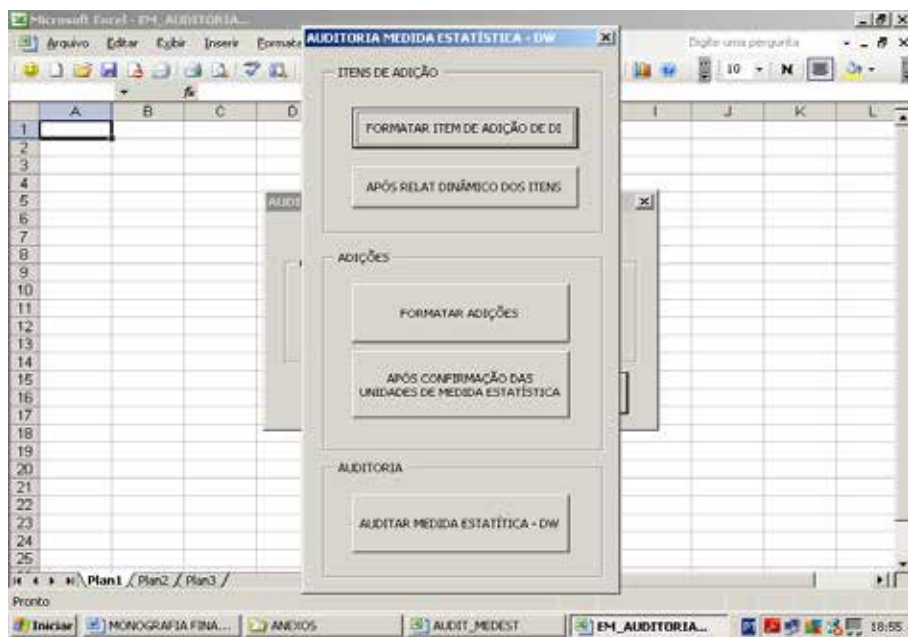 Microsoft Excel - EM_AUDITORIA...
Arquivo Editar Exibir Inserir Formata
Digite uma pergunta
10 N
fx
A B C D I J K L
1
2
3
4
5
6
7
8
9
10
11
12
13
14
15
16
17
18
19
20
21
22
23
24
25
AUDITORIA MEDIDA ESTATÍSTICA - DW
ITENS DE ADIÇÃO
FORMATAR ITEM DE ADIÇÃO DE DI
APÓS RELAT DINÂMICO DOS ITENS
ADIÇÕES
FORMATAR ADIÇÕES
APÓS CONFIRMAÇÃO DAS
UNIDADES DE MEDIDA ESTATÍSTICA
AUDITORIA
AUDITAR MEDIDA ESTATÍTICA - DW
Plan1 Plan2 Plan3
Pronto
Iniciar MONOGRAFIA FINA... ANEXOS AUDIT_MEDEST EM_AUDITORIA... 18:55